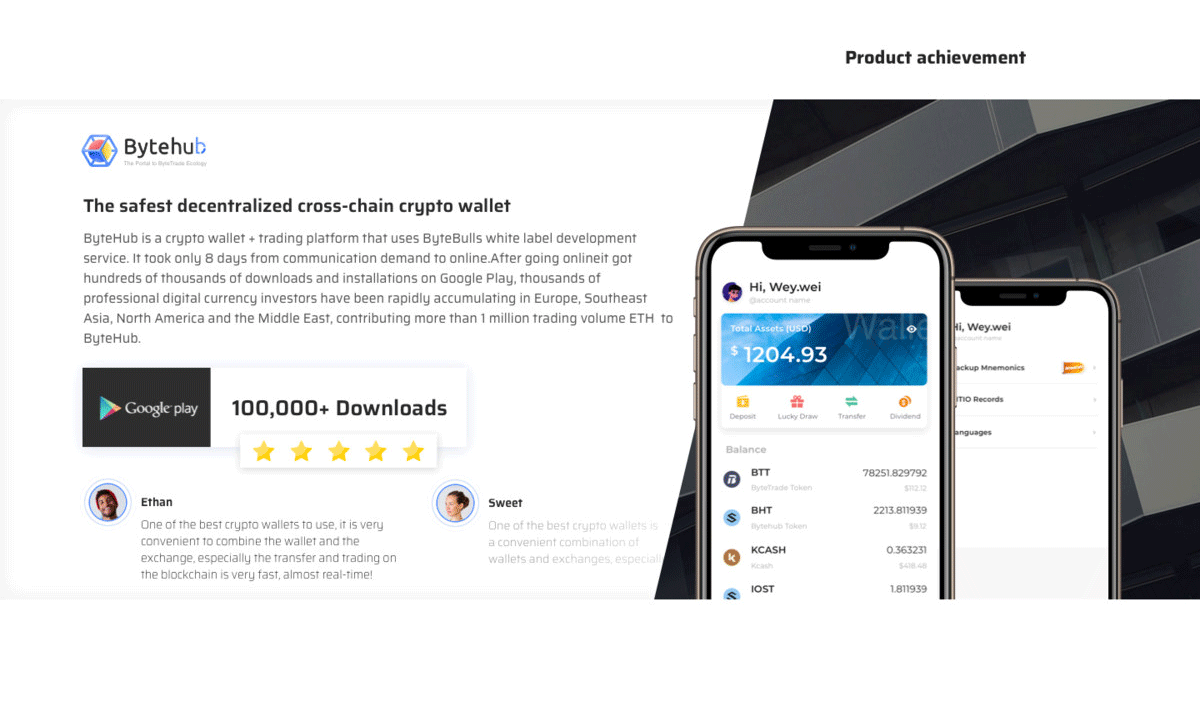 Product achievement
Bytehub
The Portal to ByteTrade Ecology
The safest decentralized cross-chain crypto wallet
ByteHub is a crypto wallet + trading platform that uses ByteBulls white label development
service. It took only 8 days from communication demand to online.After going onlineit got
hundreds of thousands of downloads and installations on Google Play, thousands of
professional digital currency investors have been rapidly accumulating in Europe, Southeast
Asia, North America and the Middle East, contributing more than 1 million trading volume ETH to
ByteHub.
Google play
100,000+ Downloads
Ethan
One of the best crypto wallets to use, it is very
convenient to combine the wallet and the
exchange, especially the transfer and trading on
the blockchain is very fast, almost real-time!
Sweet
One of the best crypto wallets is
a convenient combination of
wallets and exchanges, especiall
Hi, Wey.wei
@account name
Total Assets (USD)
Walle
$ 1204.93
Deposit
Lucky Draw
Transfer
Dividend
Balance
BTT 78251.829792
ByteTrade Token $112.12
BHT 2213.811939
Bytehub Token $9.12
KCASH 0.363231
Kcash $418.48
IOST 1.811939
Hi, Wey.wei
account name
ackup Mnemonics
TIO Records
anguages